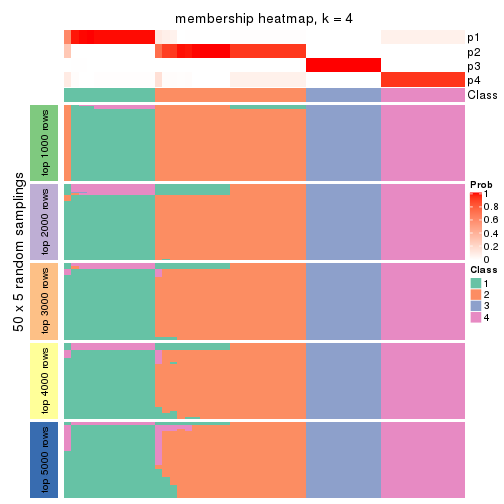 membership heatmap, k = 4
p1
p2
p3
p4
Class
50 x 5 random samplings
top 1000 rows
top 2000 rows
top 3000 rows
top 4000 rows
top 5000 rows
Prob
1
0.8
0.6
0.4
0.2
0
Class
1
2
3
4